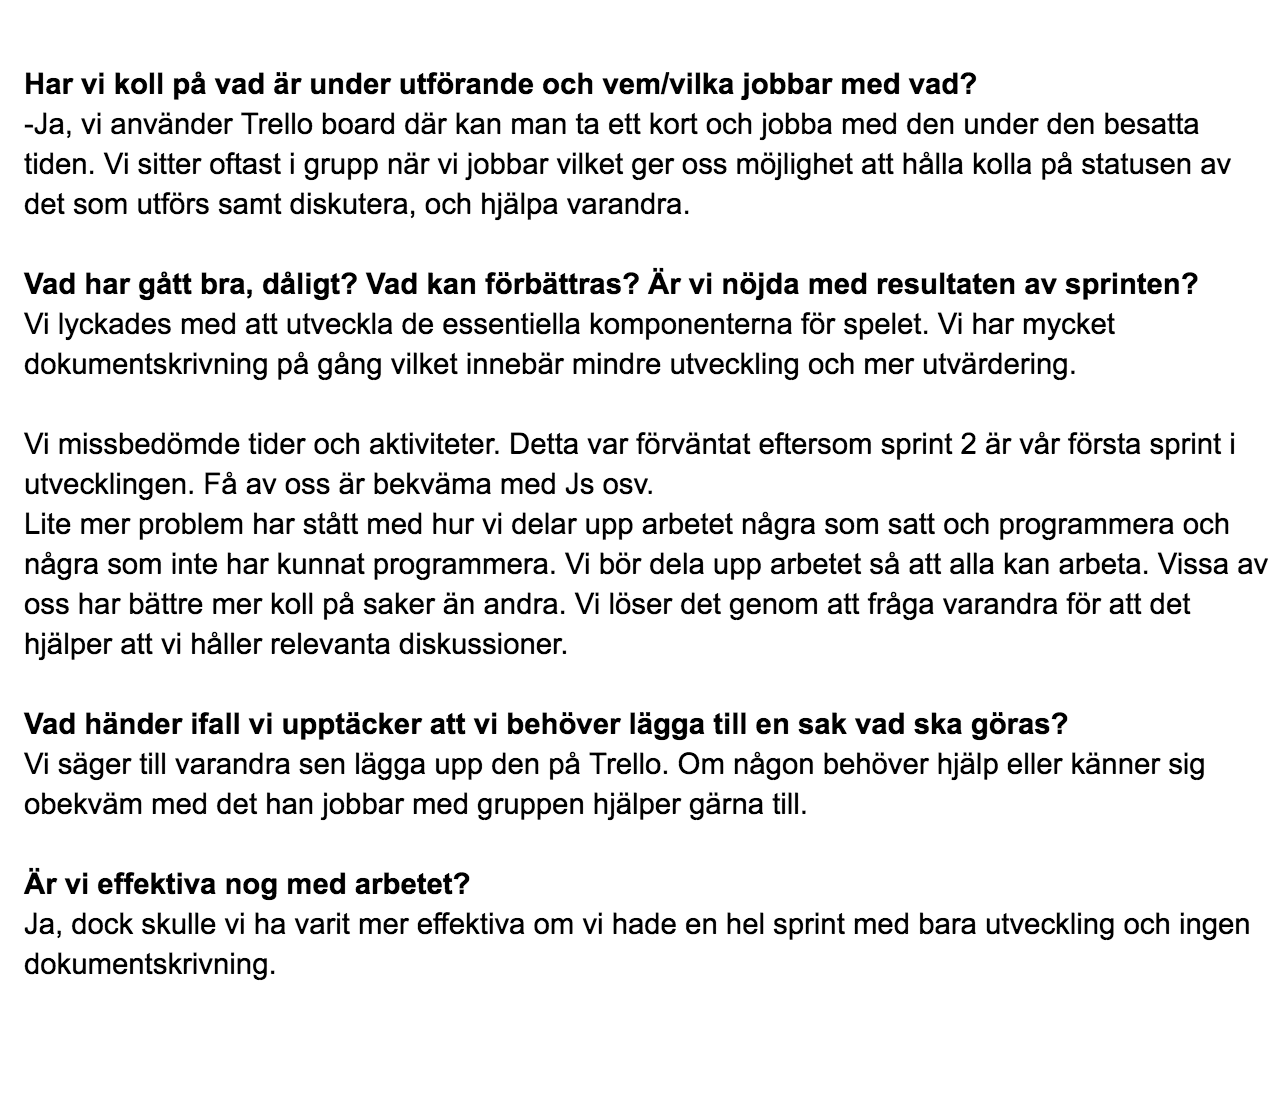 Har vi koll på vad är under utförande och vem/vilka jobbar med vad?
-Ja, vi använder Trello board där kan man ta ett kort och jobba med den under den besatta
tiden. Vi sitter oftast i grupp när vi jobbar vilket ger oss möjlighet att hålla kolla på statusen av
det som utförs samt diskutera, och hjälpa varandra.
Vad har gått bra, dåligt? Vad kan förbättras? Är vi nöjda med resultaten av sprinten?
Vi lyckades med att utveckla de essentiella komponenterna för spelet. Vi har mycket
dokumentskrivning på gång vilket innebär mindre utveckling och mer utvärdering.
Vi missbedömde tider och aktiviteter. Detta var förväntat eftersom sprint 2 är vår första sprint i
utvecklingen. Få av oss är bekväma med Js osv.
Lite mer problem har stått med hur vi delar upp arbetet några som satt och programmera och
några som inte har kunnat programmera. Vi bör dela upp arbetet så att alla kan arbeta. Vissa av
oss har bättre mer koll på saker än andra. Vi löser det genom att fråga varandra för att det
hjälper att vi håller relevanta diskussioner.
Vad händer ifall vi upptäcker att vi behöver lägga till en sak vad ska göras?
Vi säger till varandra sen lägga upp den på Trello. Om någon behöver hjälp eller känner sig
obekväm med det han jobbar med gruppen hjälper gärna till.
Är vi effektiva nog med arbetet?
Ja, dock skulle vi ha varit mer effektiva om vi hade en hel sprint med bara utveckling och ingen
dokumentskrivning.